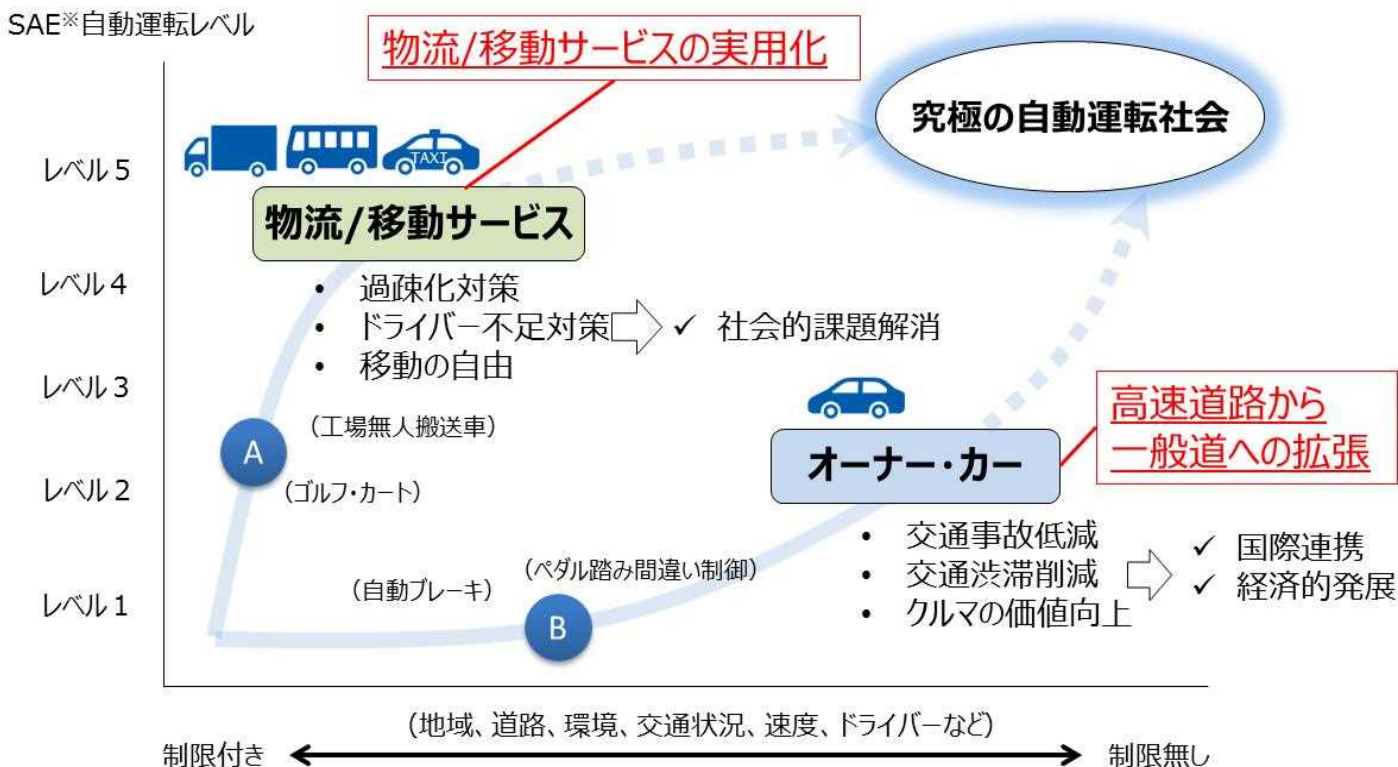 SAE※自動運転レベル
物流/移動サービスの実用化
究極の自動運転社会
レベル5
TAXI
物流/移動サービス
レベル4
• 過疎化対策
• ドライバー不足対策
✓ 社会的課題解消
• 移動の自由
レベル3
高速道路から
一般道への拡張
(工場無人搬送車)
A
オーナー・カー
レベル2
(ゴルフ・カート)
• 交通事故低減
• 交通渋滞削減
• クルマの価値向上
✓ 国際連携
✓ 経済的発展
(ペダル踏み間違い制御)
(自動ブレーキ)
レベル1
B
(地域、道路、環境、交通状況、速度、ドライバーなど)
制限付き
制限無し